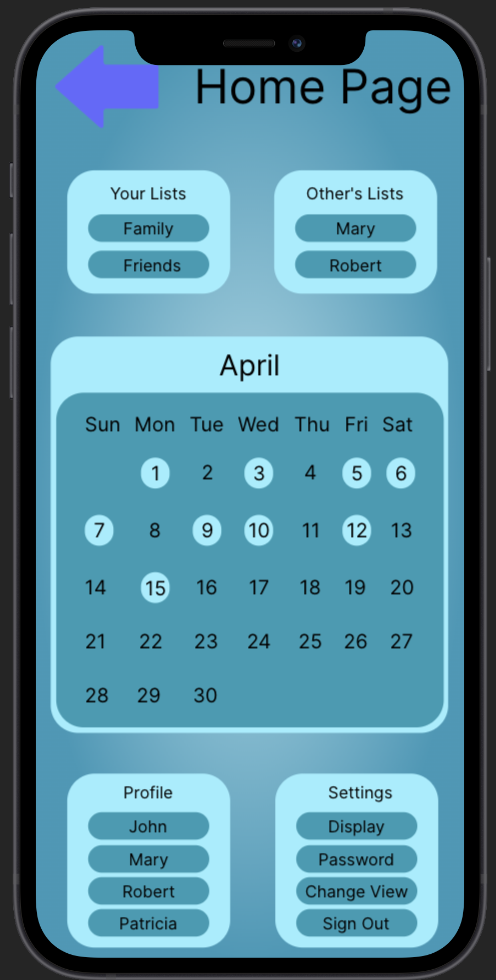 Home Page
Your Lists
Family
Friends
Other's Lists
Mary
Robert
April
Sun Mon Tue Wed Thu Fri Sat
1 2 3 4 5 6
7 8 9 10 11 12 13
14 15 16 17 18 19 20
21 22 23 24 25 26 27
28 29 30
Profile
John
Mary
Robert
Patricia
Settings
Display
Password
Change View
Sign Out